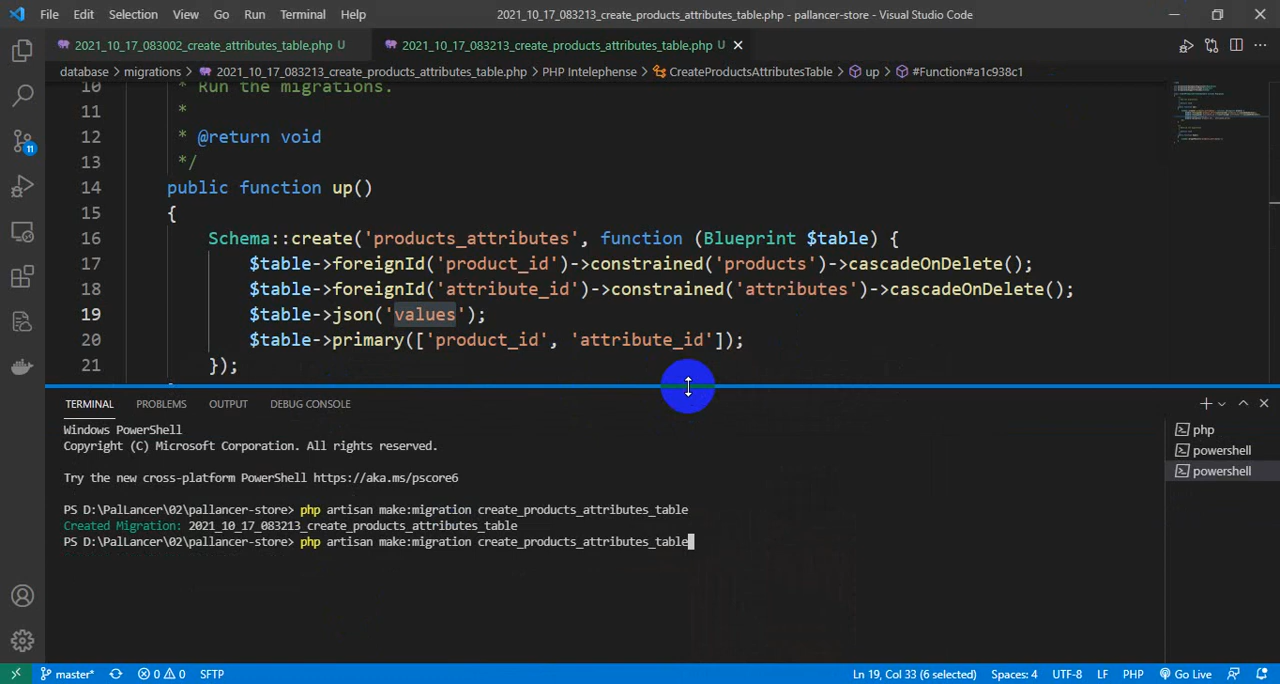 File Edit Selection View Go Run Terminal Help 2021_10_17_083213_create_products_attributes_table.php - pallancer-store - Visual Studio Code
2021_10_17_083002_create_attributes_table.php U 2021_10_17_083213_create_products_attributes_table.php U
database > migrations > 2021_10_17_083213_create_products_attributes_table.php > PHP Intelephense > CreateProductsAttributesTable > up > #Function#a1c938c1
10 * Run the migrations.
11 *
12 * @return void
13 */
14 public function up()
15 {
16 Schema::create('products_attributes', function (Blueprint $table) {
17 $table->foreignId('product_id')->constrained('products')->cascadeOnDelete();
18 $table->foreignId('attribute_id')->constrained('attributes')->cascadeOnDelete();
19 $table->json('values');
20 $table->primary(['product_id', 'attribute_id']);
21 });
TERMINAL PROBLEMS OUTPUT DEBUG CONSOLE
Windows PowerShell
Copyright (C) Microsoft Corporation. All rights reserved.
Try the new cross-platform PowerShell https://aka.ms/pscore6
PS D:\PalLancer\02\pallancer-store> php artisan make:migration create_products_attributes_table
Created Migration: 2021_10_17_083213_create_products_attributes_table
PS D:\PalLancer\02\pallancer-store> php artisan make:migration create_products_attributes_table
php
powershell
powershell
11
master* 0 0 SFTP Ln 19, Col 33 (6 selected) Spaces: 4 UTF-8 LF PHP Go Live